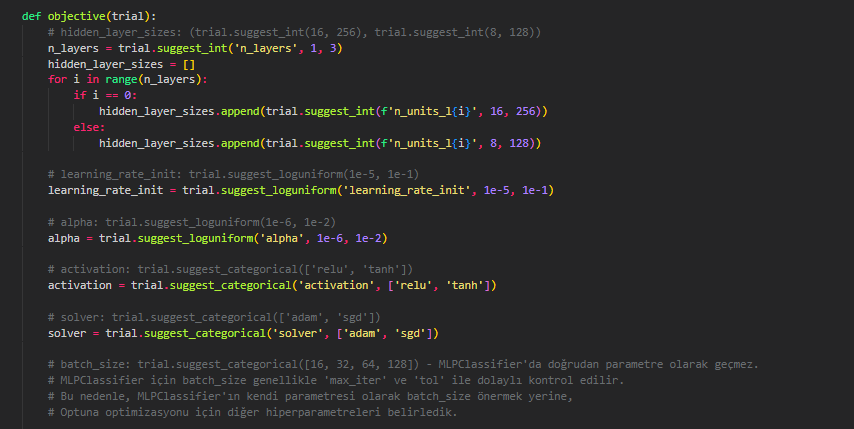 def objective(trial):
    # hidden_layer_sizes: (trial.suggest_int(16, 256), trial.suggest_int(8, 128))
    n_layers = trial.suggest_int('n_layers', 1, 3)
    hidden_layer_sizes = []
    for i in range(n_layers):
        if i == 0:
            hidden_layer_sizes.append(trial.suggest_int(f'n_units_l{i}', 16, 256))
        else:
            hidden_layer_sizes.append(trial.suggest_int(f'n_units_l{i}', 8, 128))
    # learning_rate_init: trial.suggest_loguniform(1e-5, 1e-1)
    learning_rate_init = trial.suggest_loguniform('learning_rate_init', 1e-5, 1e-1)
    # alpha: trial.suggest_loguniform(1e-6, 1e-2)
    alpha = trial.suggest_loguniform('alpha', 1e-6, 1e-2)
    # activation: trial.suggest_categorical(['relu', 'tanh'])
    activation = trial.suggest_categorical('activation', ['relu', 'tanh'])
    # solver: trial.suggest_categorical(['adam', 'sgd'])
    solver = trial.suggest_categorical('solver', ['adam', 'sgd'])
    # batch_size: trial.suggest_categorical([16, 32, 64, 128]) - MLPClassifier'da doğrudan parametre olarak geçmez.
    # MLPClassifier için batch_size genellikle 'max_iter' ve 'tol' ile dolaylı kontrol edilir.
    # Bu nedenle, MLPClassifier'ın kendi parametresi olarak batch_size önermek yerine,
    # Optuna optimizasyonu için diğer hiperparametreleri belirledik.